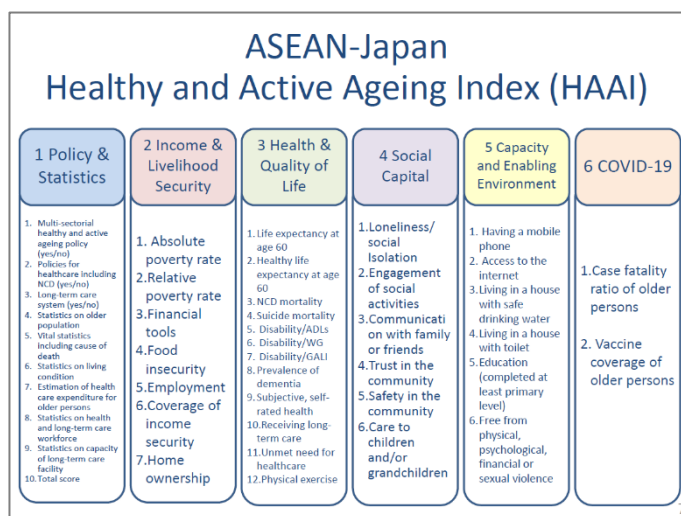 ASEAN-Japan
Healthy and Active Ageing Index (HAAI)
1 Policy &
Statistics
1. Multi-sectorial
healthy and active
ageing policy
(yes/no)
2. Policies for
healthcare including
NCD (yes/no)
3. Long-term care
system (yes/no)
4. Statistics on older
population
5. Vital statistics
including cause of
death
6. Statistics on living
condition
7. Estimation of health
care expenditure for
older persons
8. Statistics on health
and long-term care
workforce
9. Statistics on capacity
of long-term care
facility
10. Total score
2 Income &
Livelihood
Security
1. Absolute
poverty rate
2.Relative
poverty rate
3.Financial
tools
4.Food
insecurity
5.Employment
6.Coverage of
income
security
7.Home
ownership
3 Health &
Quality of
Life
1.Life expectancy at
age 60
2.Healthy life
expectancy at age
60
3.NCD mortality
4.Suicide mortality
5. Disability/ADLs
6. Disability/WG
7. Disability/GALI
8.Prevalence of
dementia
9.Subjective, self-
rated health
10.Receiving long-
term care
11.Unmet need for
healthcare
12.Physical exercise
4 Social
Capital
1.Loneliness/
social
Isolation
2.Engagement
of social
activities
3.Communicati
on with family
or friends
4.Trust in the
community
5.Safety in the
community
6.Care to
children
and/or
grandchildren
5 Capacity
and Enabling
Environment
1. Having a mobile
phone
2. Access to the
internet
3.Living in a house
with safe
drinking water
4.Living in a house
with toilet
5.Education
(completed at
least primary
level)
6.Free from
physical,
psychological,
financial or
sexual violence
6 COVID-19
1.Case fatality
ratio of older
persons
2. Vaccine
coverage of
older persons